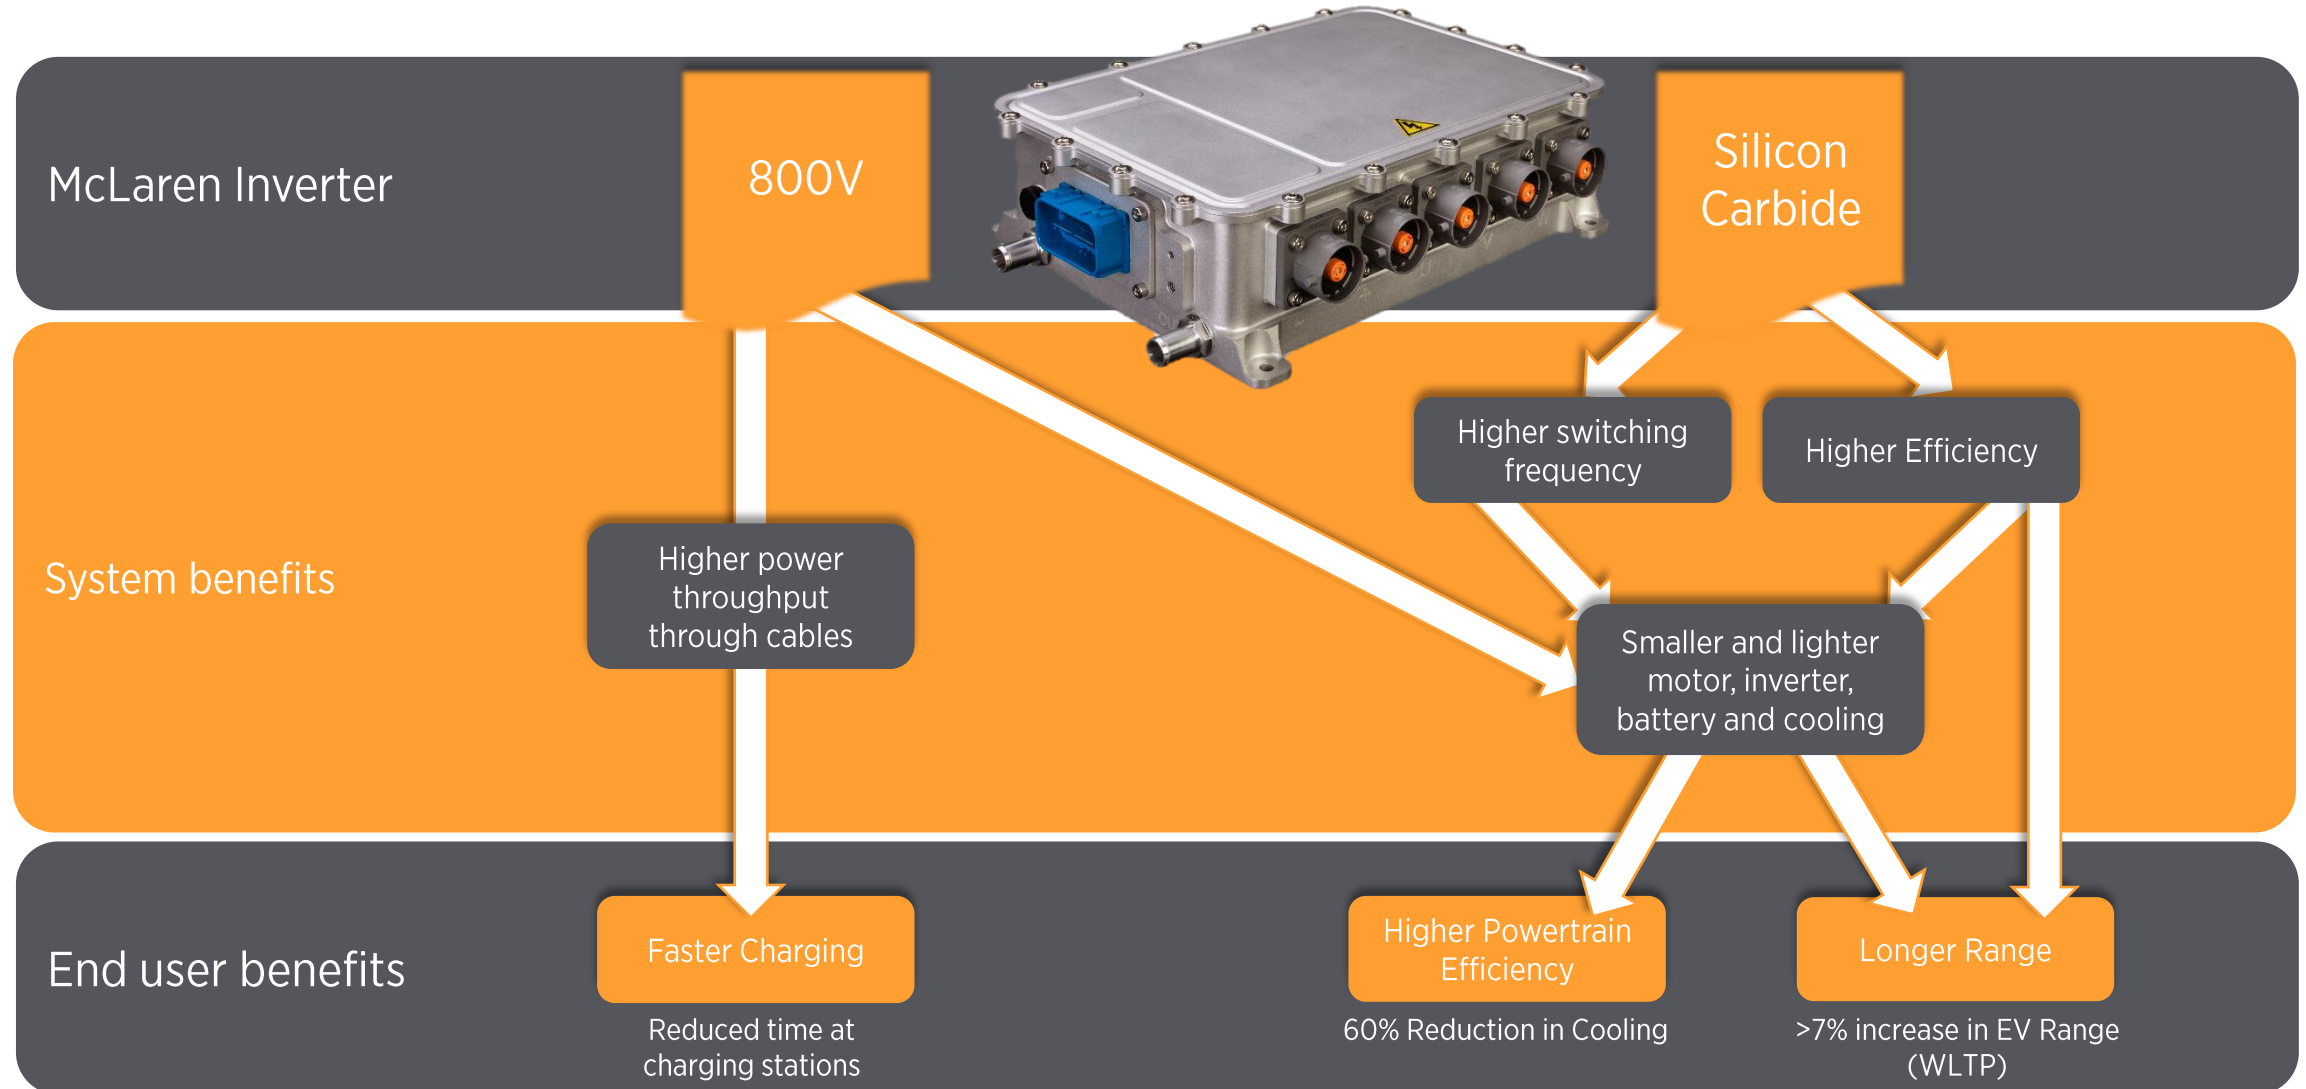 McLaren Inverter
800V
Silicon
Carbide
System benefits
Higher switching
frequency
Higher Efficiency
Higher power
throughput
through cables
Smaller and lighter
motor, inverter,
battery and cooling
End user benefits
Faster Charging
Reduced time at
charging stations
Higher Powertrain
Efficiency
60% Reduction in Cooling
Longer Range
>7% increase in EV Range
(WLTP)